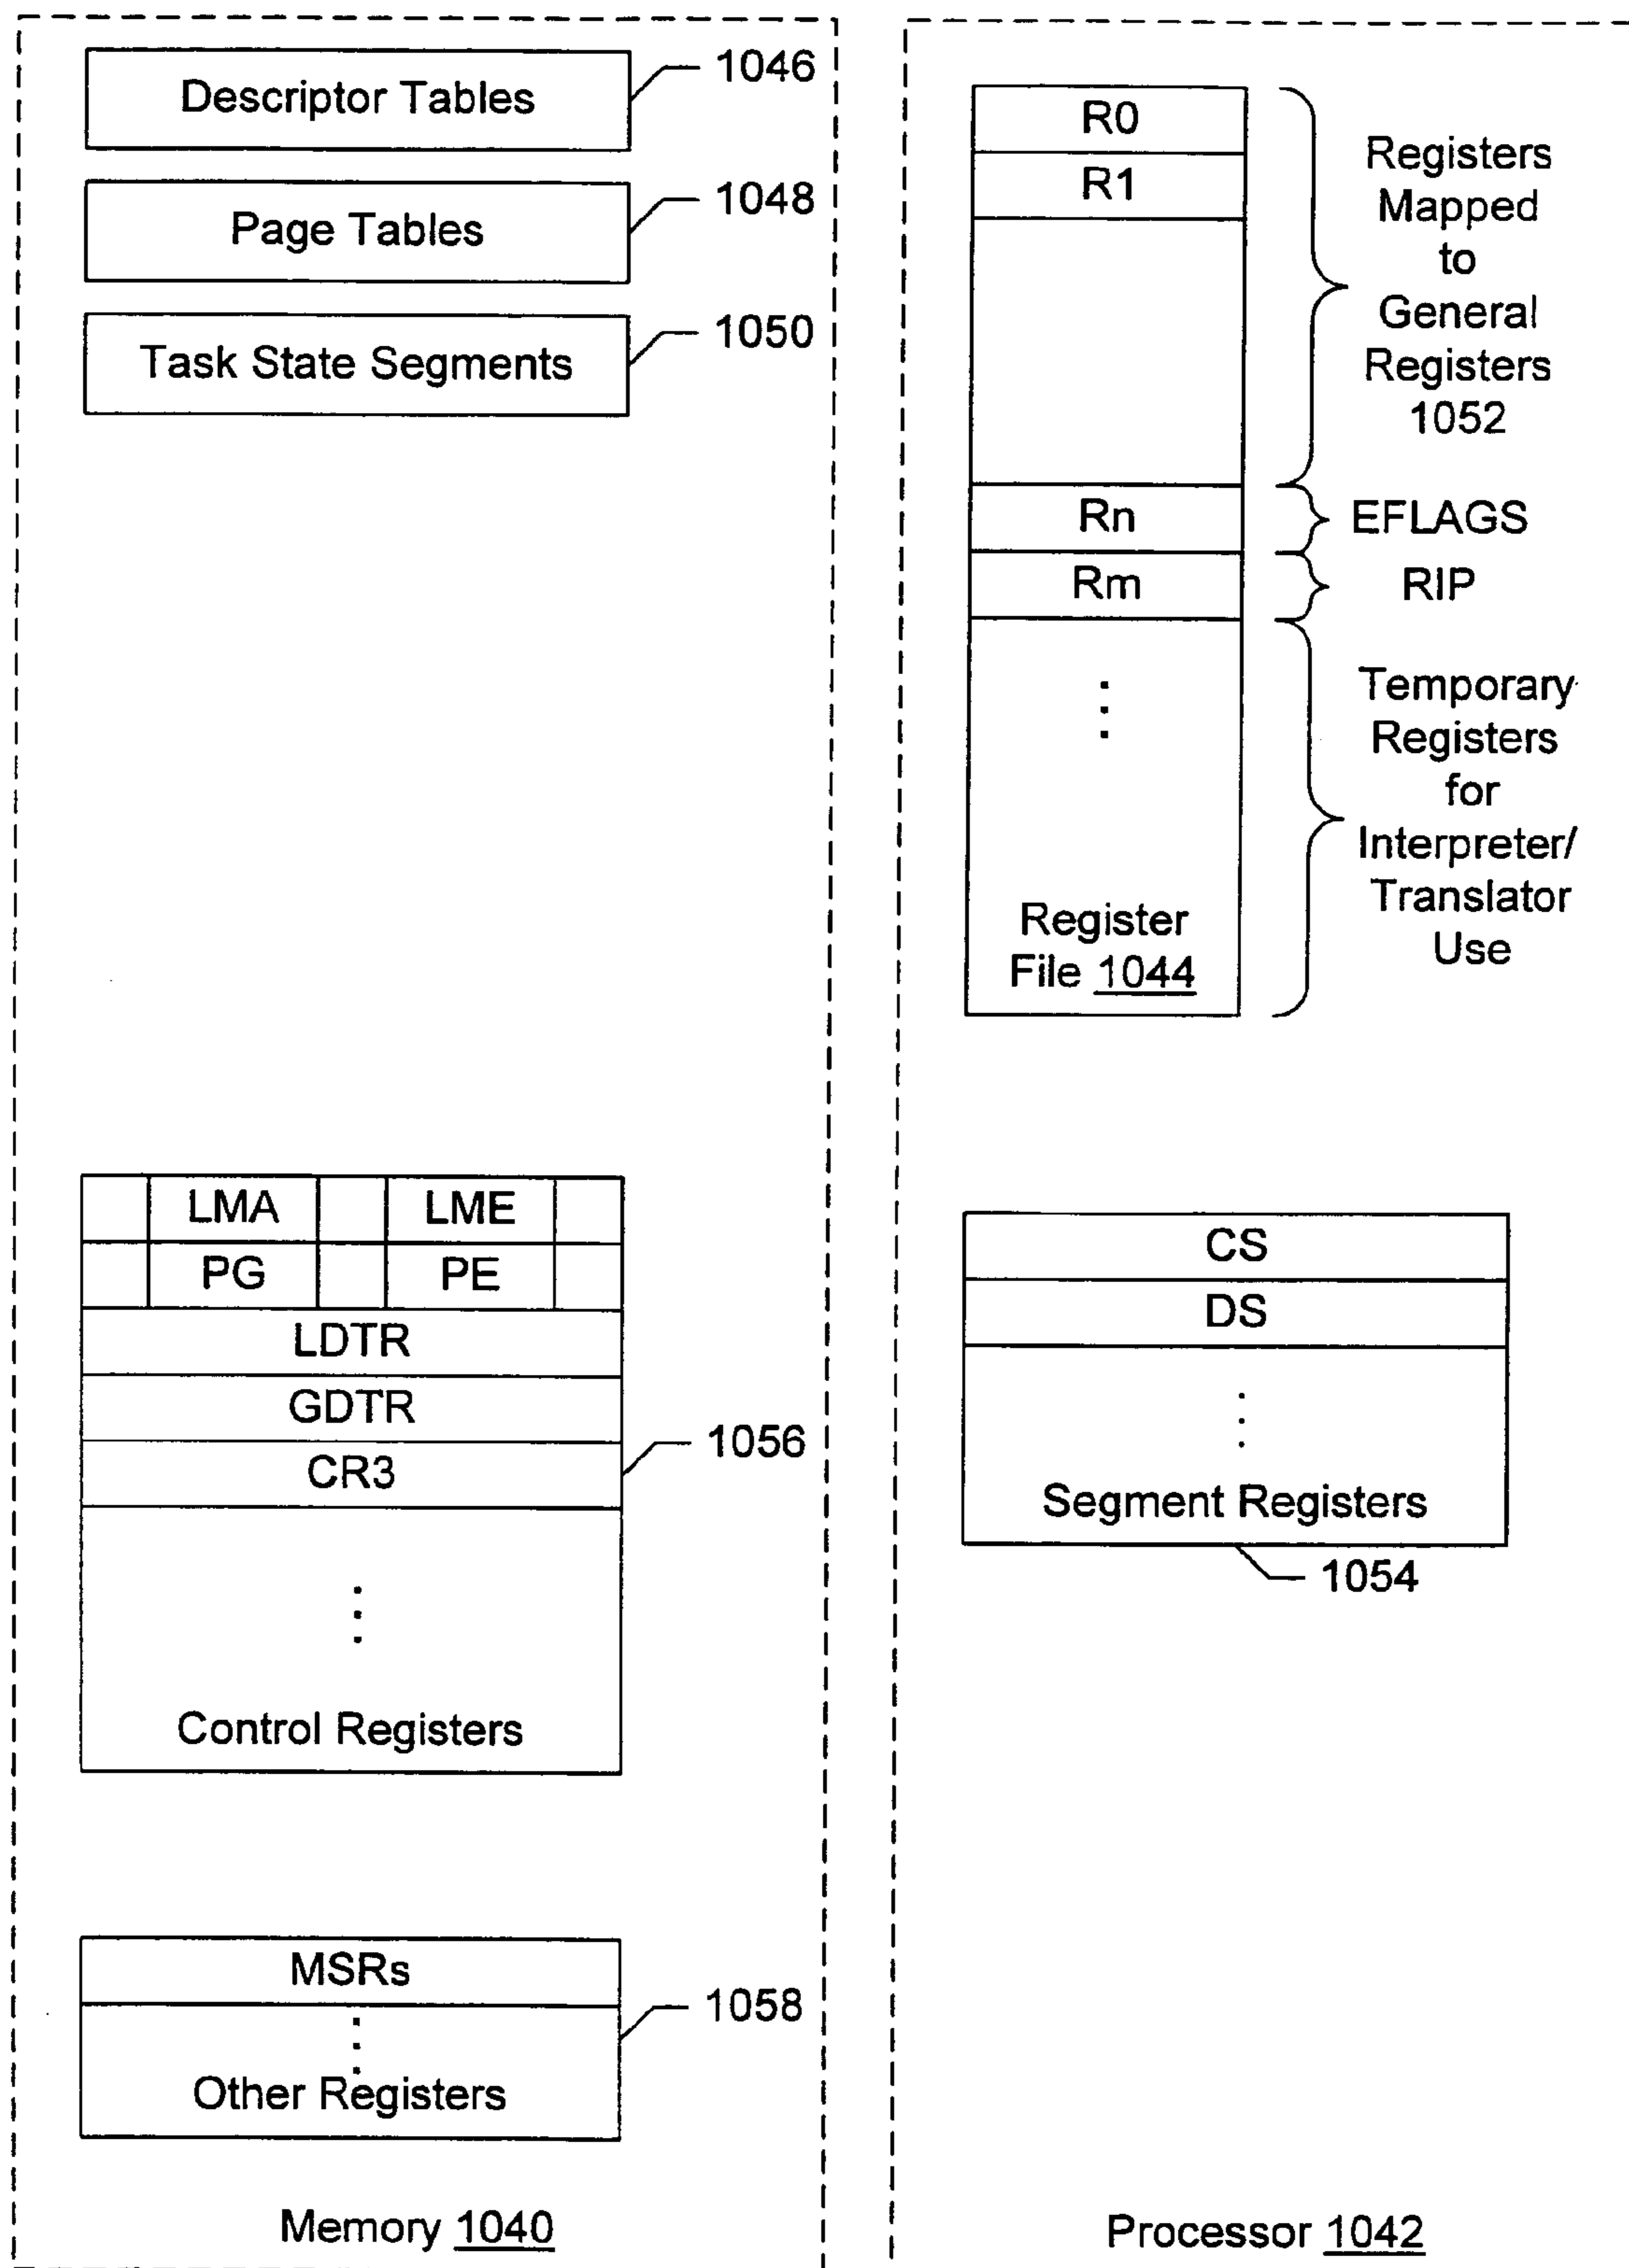 Descriptor Tables
1046
Page Tables
1048
Task State Segments
1050
LMA LME
PG PE
LDTR
GDTR
CR3
1056
Control Registers
MSRs
1058
Other Registers
Memory 1040
R0
R1
Registers
Mapped
to
General
Registers
1052
Rn
EFLAGS
Rm
RIP
Temporary
Registers
for
Interpreter/
Translator
Use
Register
File 1044
CS
DS
Segment Registers
1054
Processor 1042